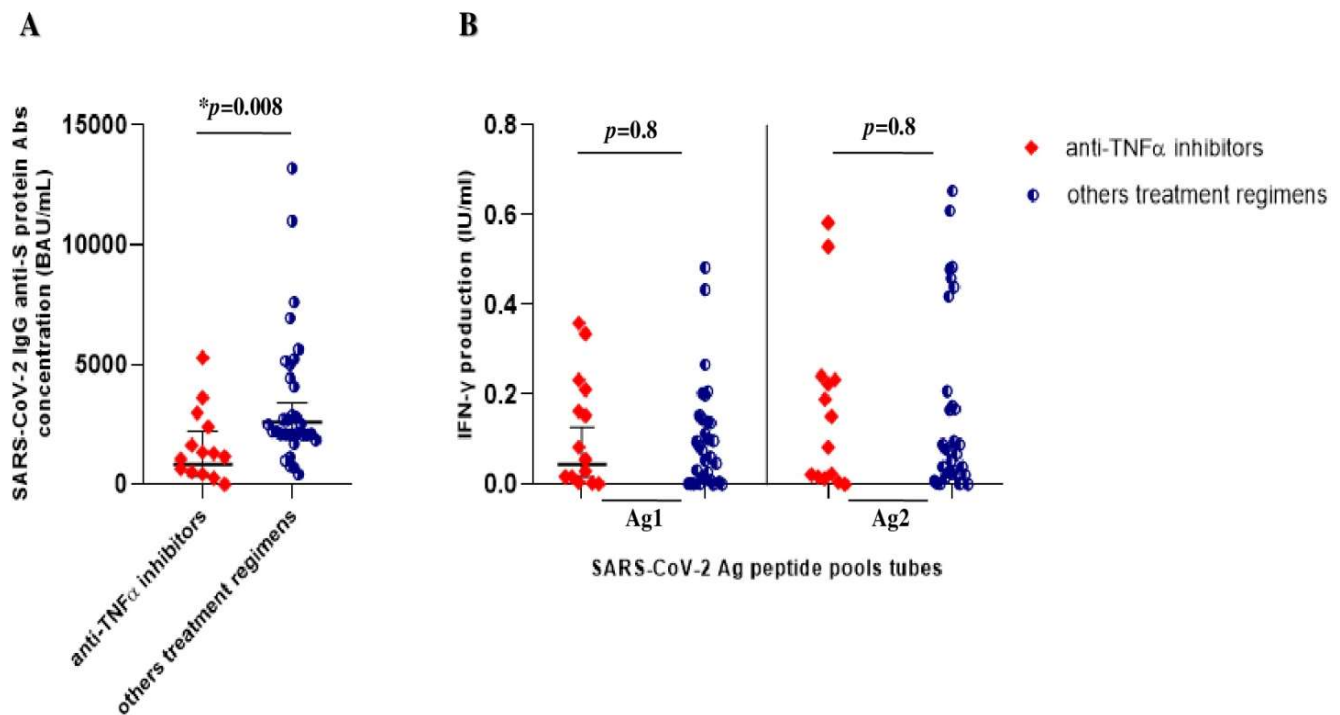 A
SARS-CoV-2 IgG anti-S protein Abs
concentration (BAU/mL)
15000
10000
5000
0
*p=0.008
anti-TNFα inhibitors
others treatment regimens
B
IFN-γ production (IU/ml)
0.8
0.6
0.4
0.2
0.0
p=0.8
p=0.8
Ag1
Ag2
SARS-CoV-2 Ag peptide pools tubes
anti-TNFα inhibitors
others treatment regimens